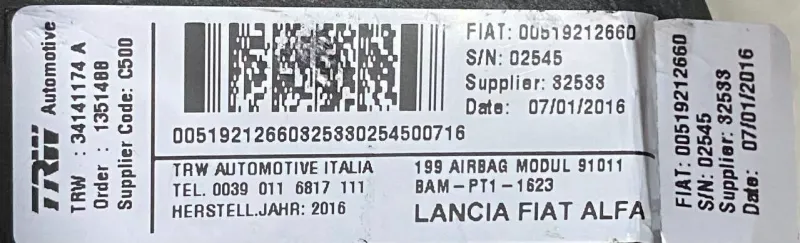 TRW Automotive
TRW : 34141174 A
Order : 1351488
Supplier Code: C500
FIAT: 00519212660
S/N: 02545
Supplier: 32533
Date: 07/01/2016
00519212660325330254500716
TRW AUTOMOTIVE ITALIA
TEL. 0039 011 6817 111
HERSTELL.JAHR: 2016
199 AIRBAG MODUL 91011
BAM-PT1-1623
LANCIA FIAT ALFA
FIAT: 00519212660
S/N: 02545
Supplier: 32533
Date: 07/01/2016